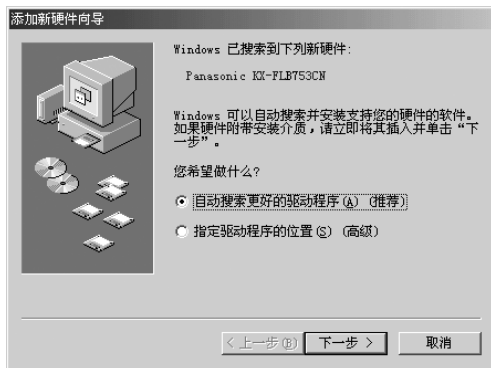 添加新硬件向导
Windows 已搜索到下列新硬件:
Panasonic KX-FLB753CN
Windows 可以自动搜索并安装支持您的硬件的软件。
如果硬件附带安装介质，请立即将其插入并单击“下
一步”。
您希望做什么?
自动搜索更好的驱动程序(A) (推荐)
指定驱动程序的位置(S) (高级)
< 上一步(B) 下一步 > 取消